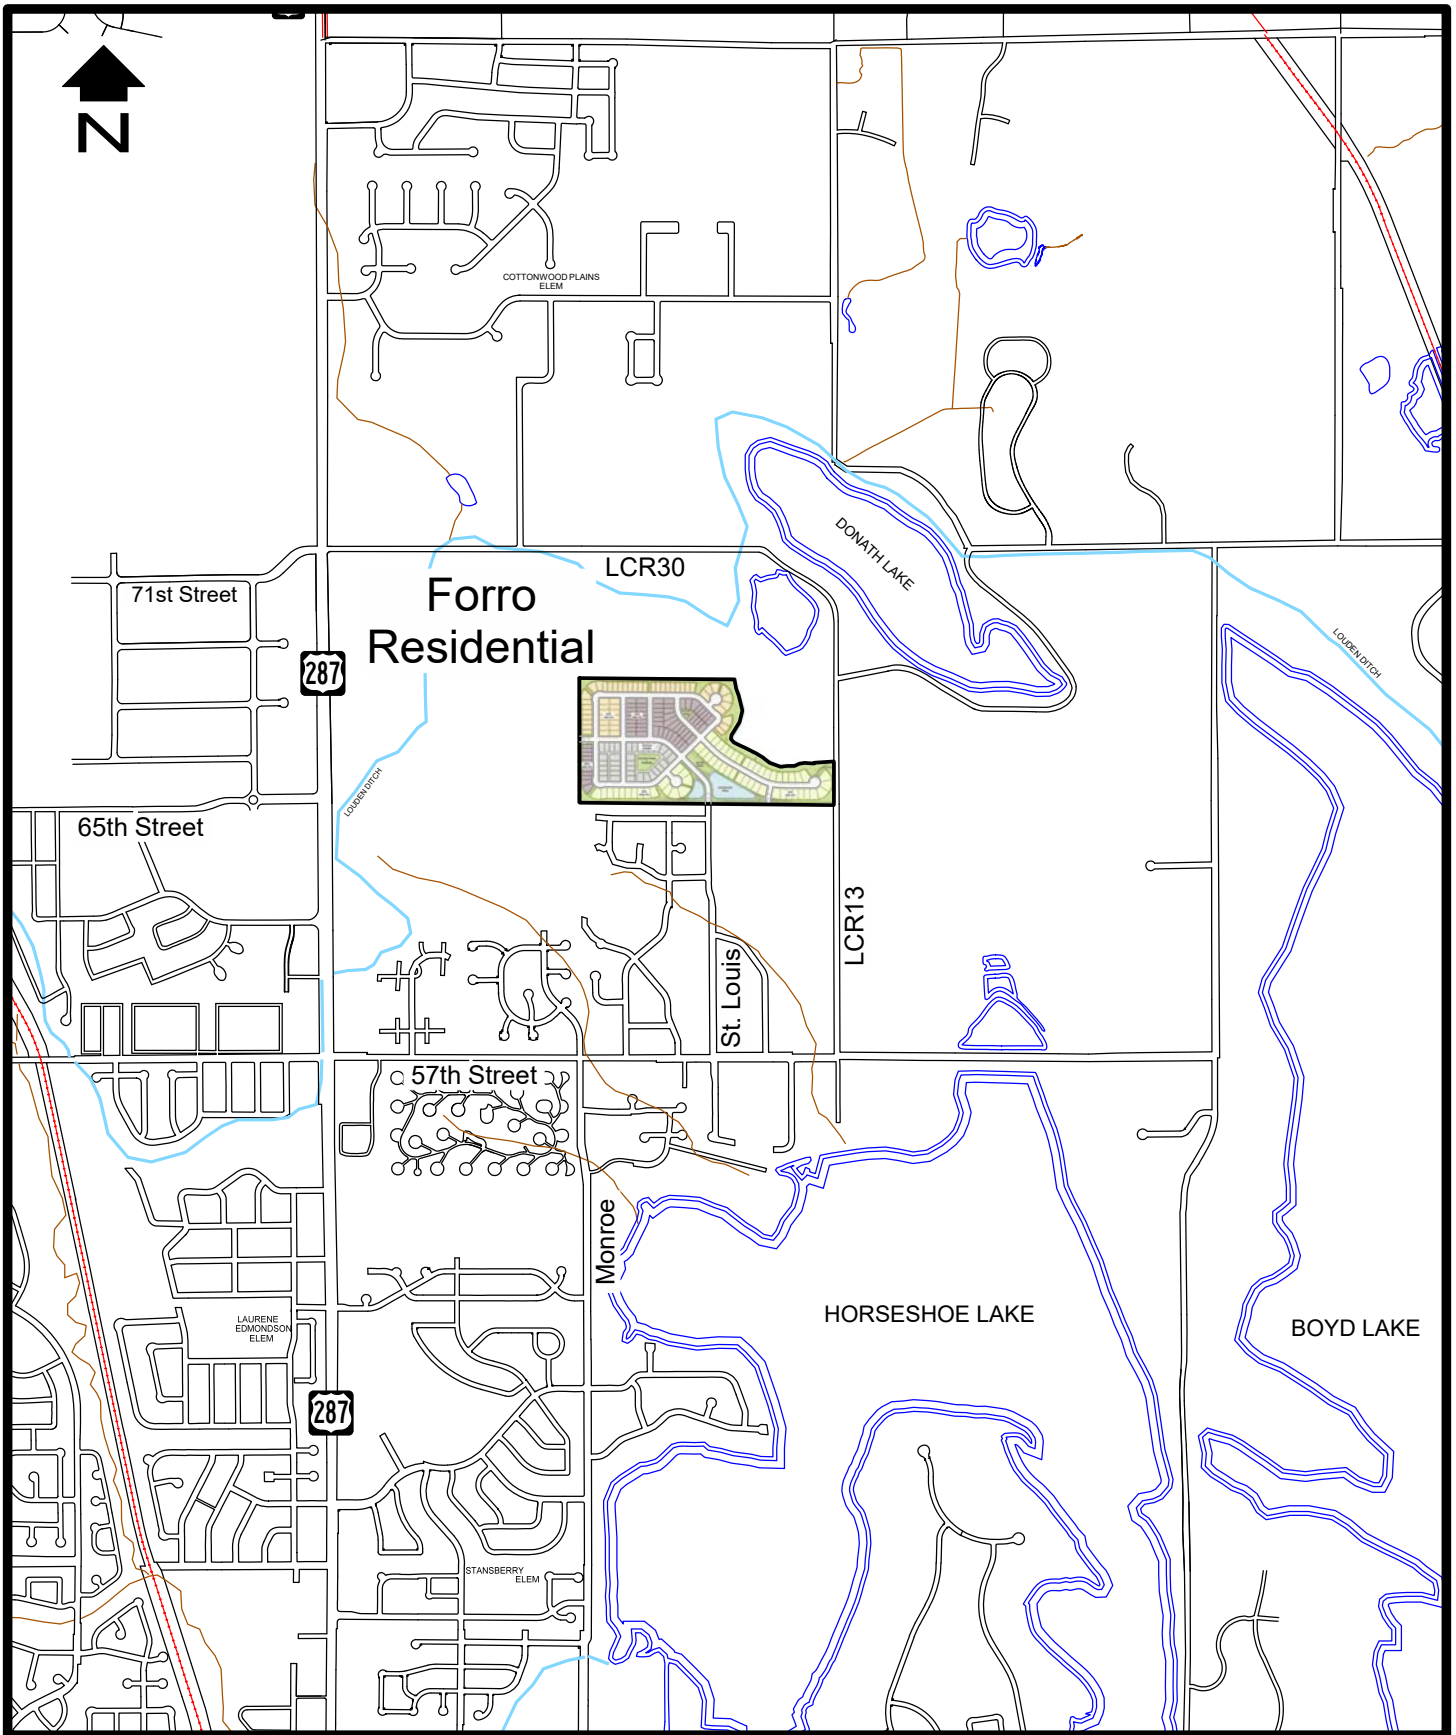 N
COTTONWOOD PLAINS
ELEM
DONATH LAKE
LCR30
71st Street
Forro
Residential
287
LOUDEN DITCH
LOUDEN DITCH
65th Street
LCR13
St. Louis
57th Street
Monroe
HORSESHOE LAKE
BOYD LAKE
LAURENE
EDMONDSON
ELEM
287
STANSBERRY
ELEM